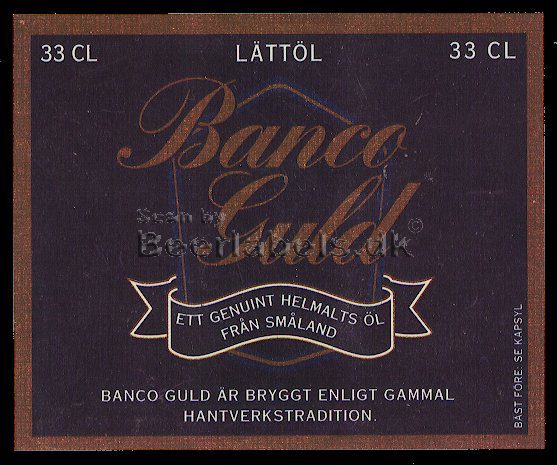 33 CL LÄTTÖL 33 CL
Banco
Guld
Scan by
Beerlabels.dk ©
ETT GENUINT HELMALTS ÖL
FRÅN SMÅLAND
BANCO GULD ÄR BRYGGT ENLIGT GAMMAL
HANTVERKSTRADITION.
BÄST FÖRE: SE KAPSYL